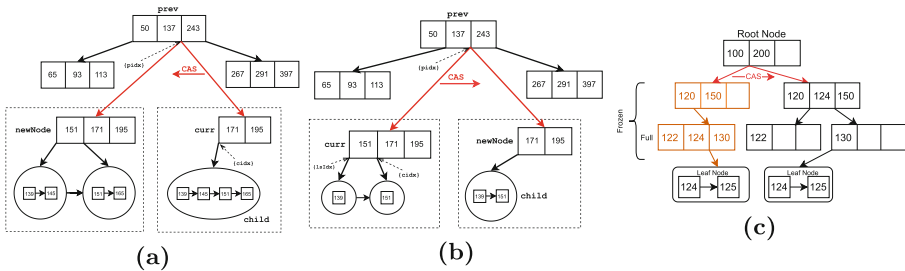 prev
50 137 243
(pidx)
CAS
65 93 113
267 291 397
newNode
151 171 195
curr
171 195
(cidx)
139 145
151 165
139 145 151 165
child
(a)
prev
50 137 243
(pidx)
CAS
65 93 113
267 291 397
curr
151 171 195
newNode
171 195
(lsIdx)
(cidx)
139
151
139 151
child
(b)
Root Node
100 200
CAS
120 150
120 124 150
Frozen
Full
122 124 130
122
130
Leaf Node
124 125
Leaf Node
124 125
(c)